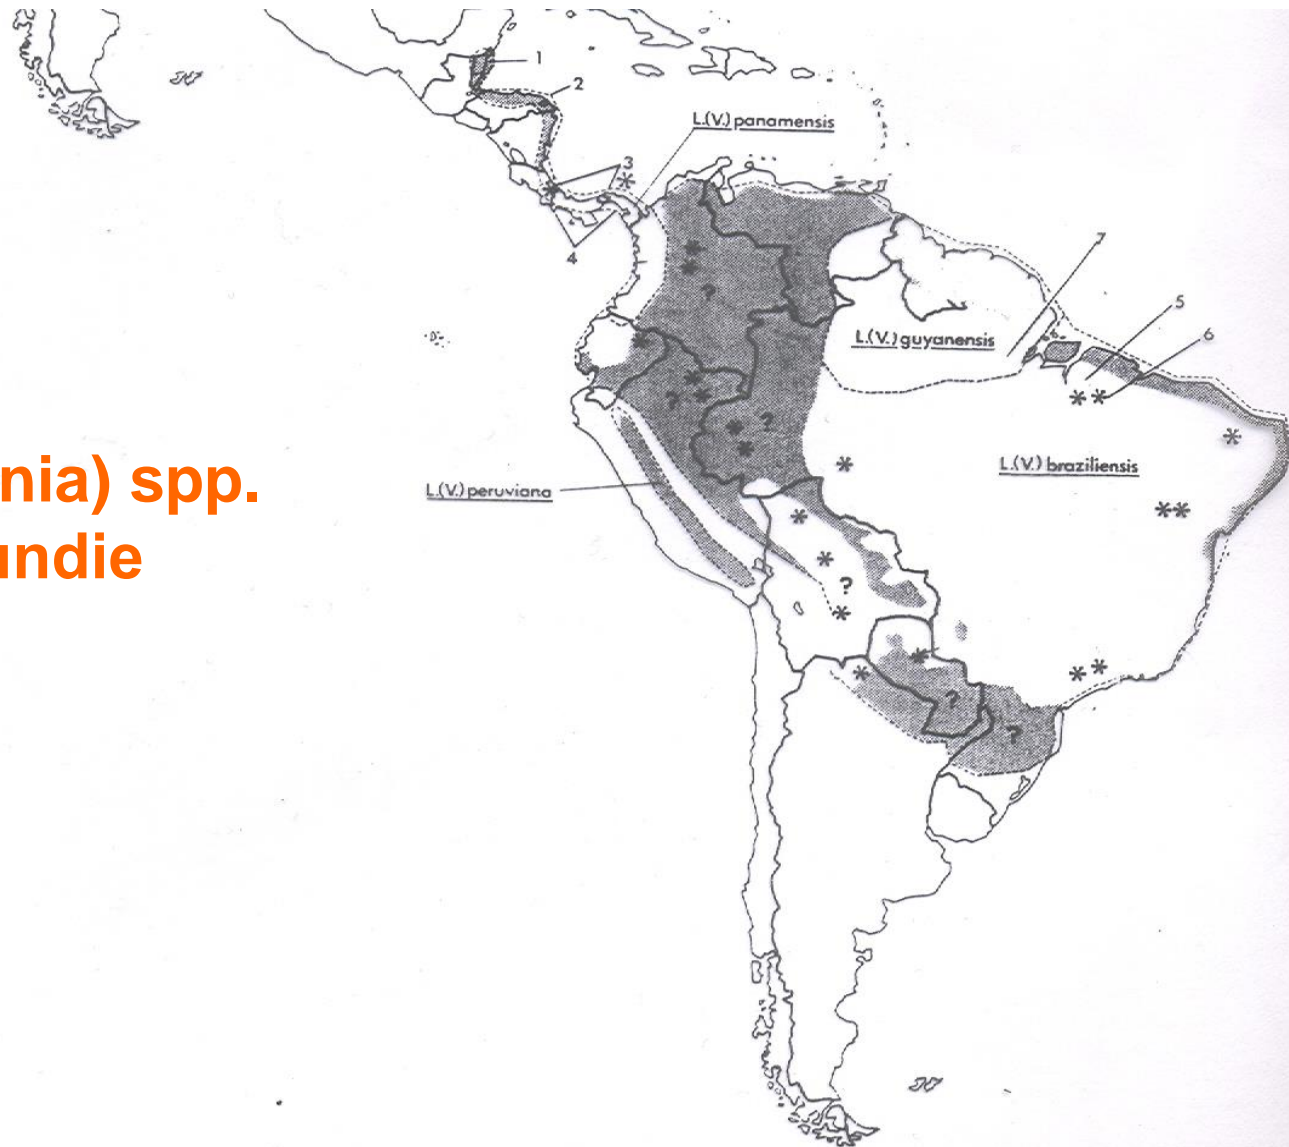 1
2
L.(V.) panamensis
3
4
7
5
6
?
L.(V.) guyanensis
?
?
L.(V.) braziliensis
nia) spp.
L.(V.) peruviana
undie
?
?
?